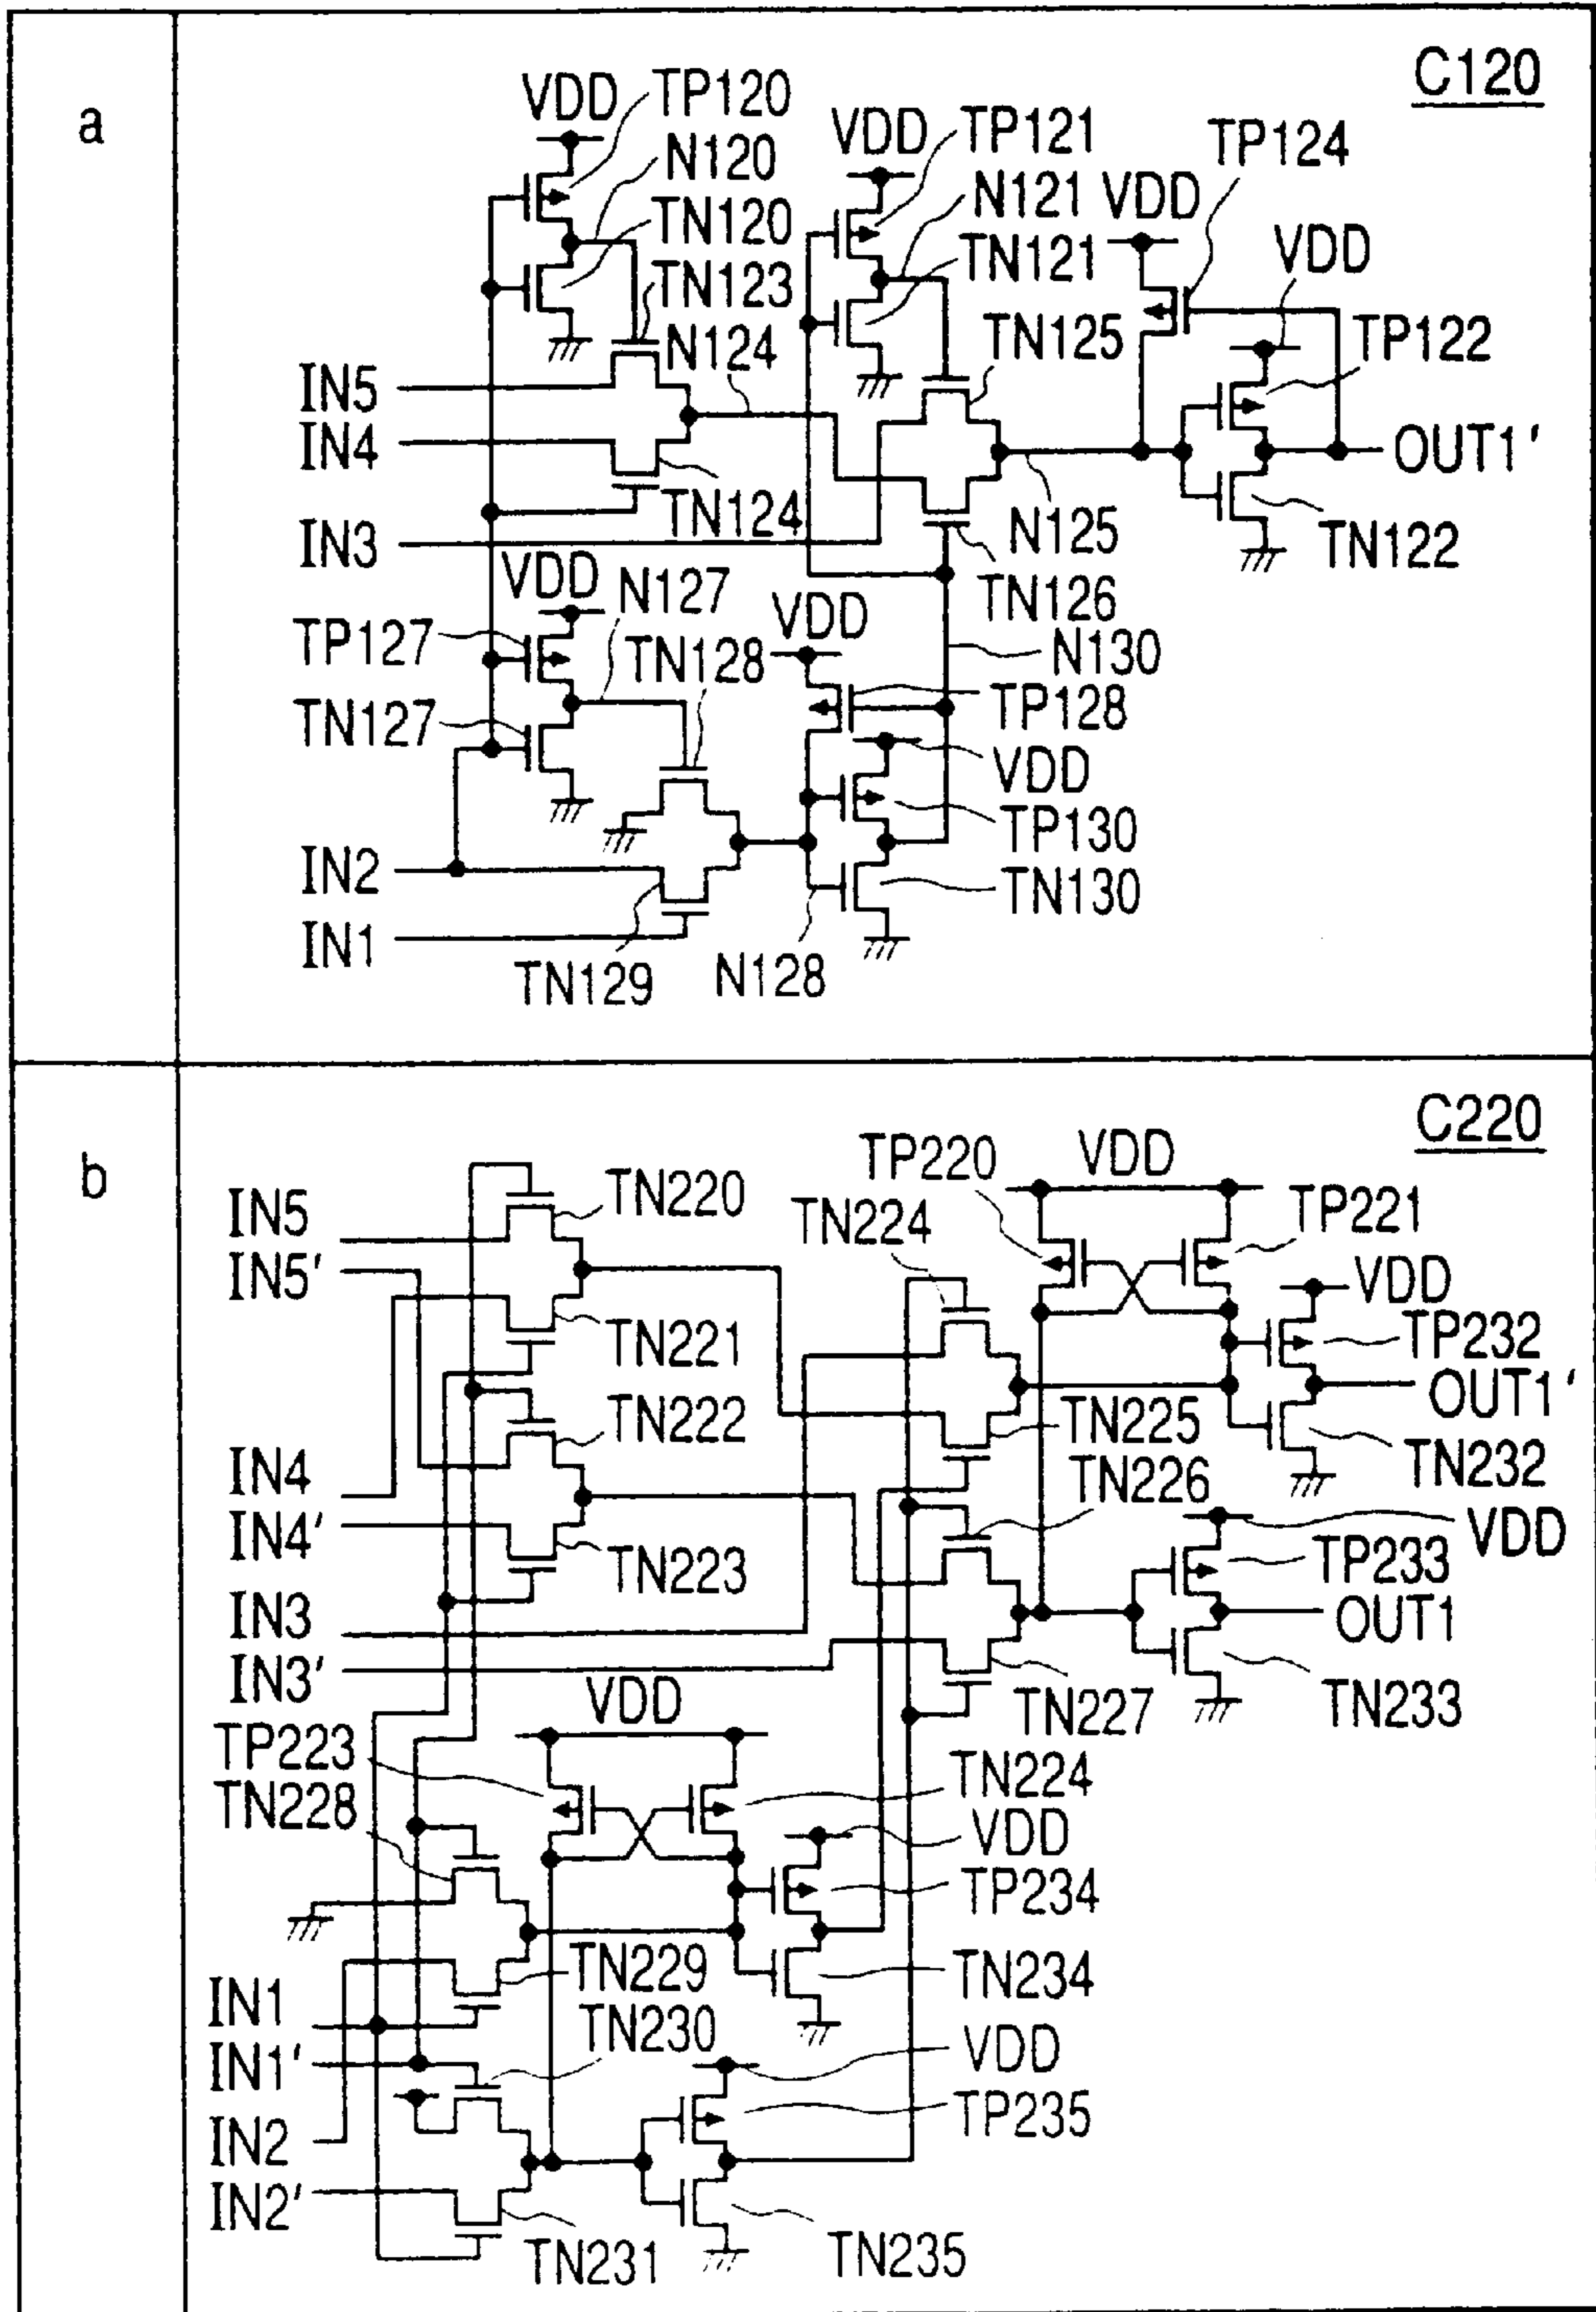 a
C120
VDD
TP120
N120
TN120
TN123
N124
VDD
TP121
N121
TN121
TP124
VDD
VDD
TN125
TP122
IN5
IN4
OUT1'
TN124
N125
TN122
IN3
VDD
N127
TN126
TP127
TN128
VDD
N130
TP128
TN127
VDD
TP130
IN2
TN130
IN1
TN129
N128
b
C220
TP220
VDD
TN220
TN224
TP221
IN5
IN5'
VDD
TN221
TP232
OUT1'
TN222
TN225
TN232
IN4
TN226
IN4'
VDD
TN223
TP233
IN3
OUT1
IN3'
VDD
TN227
TN233
TP223
TN228
TN224
VDD
TP234
TN229
TN234
IN1
TN230
IN1'
VDD
TP235
IN2
IN2'
TN231
TN235